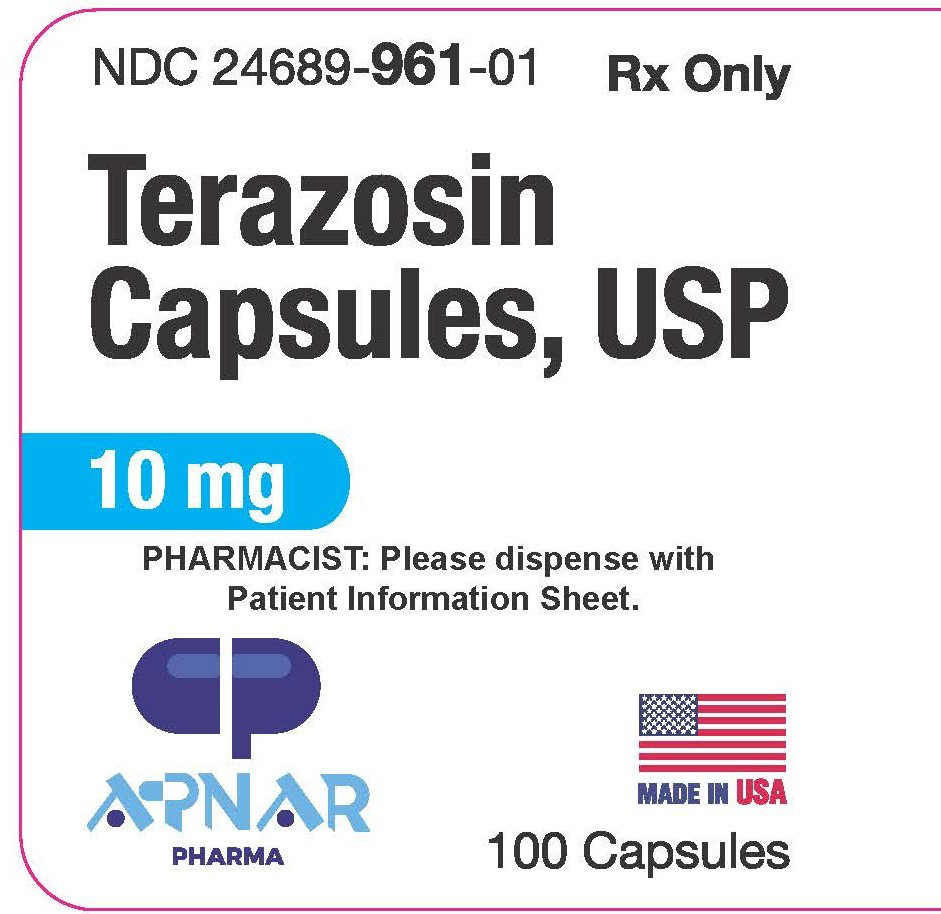 NDC 24689-961-01 Rx Only
Terazosin
Capsules, USP
10 mg
PHARMACIST: Please dispense with
Patient Information Sheet.
APNAR
PHARMA
MADE IN USA
100 Capsules